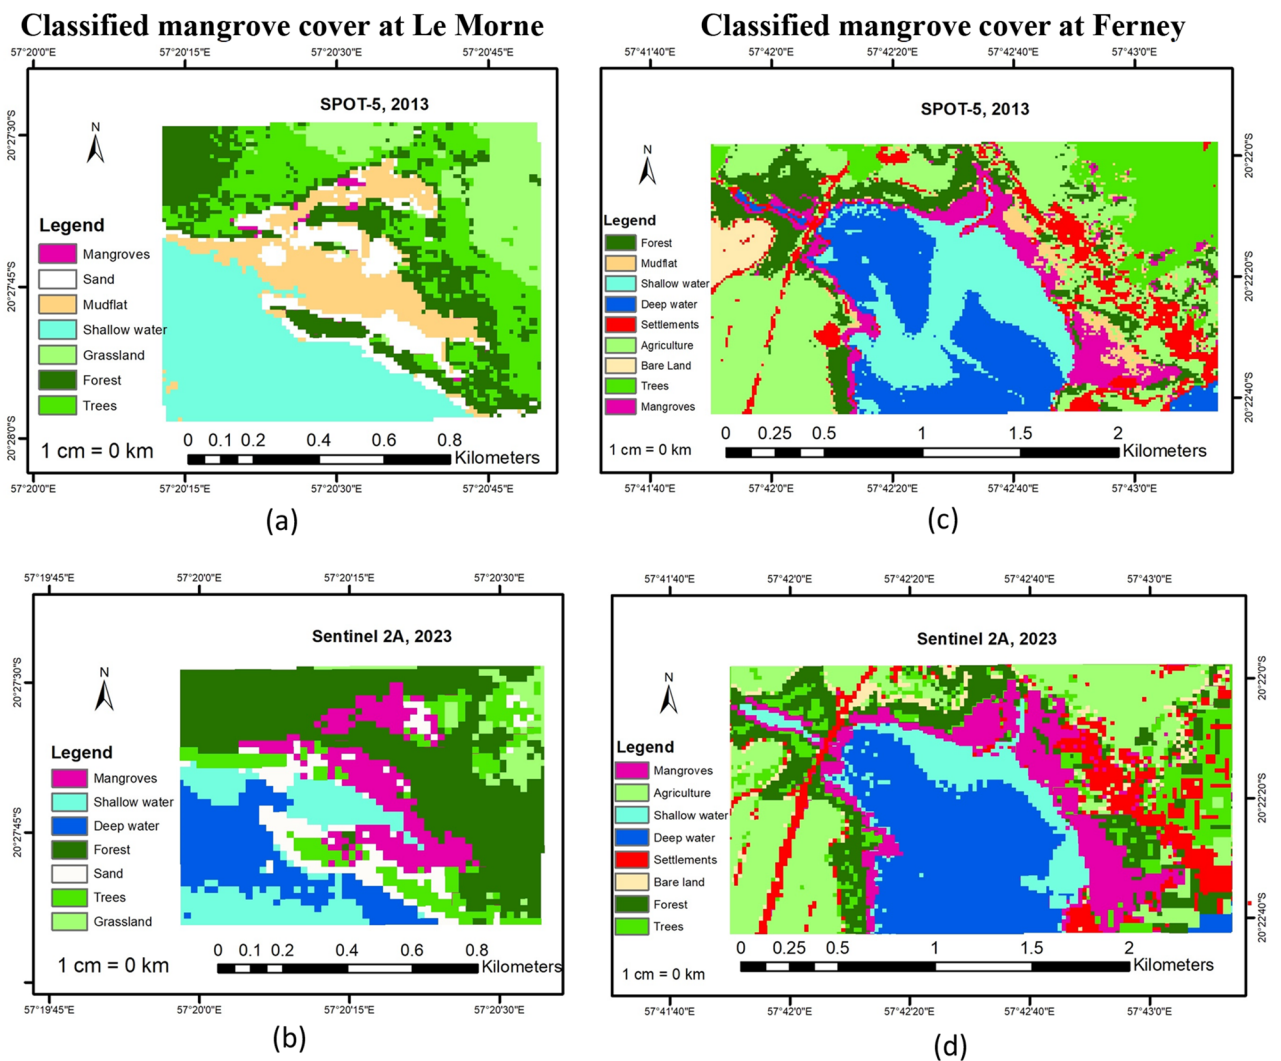 Classified mangrove cover at Le Morne
57°20'0"E 57°20'15"E 57°20'30"E 57°20'45"E
SPOT-5, 2013
N
20°27'30"S
20°27'45"S
20°28'0"S
Legend
Mangroves
Sand
Mudflat
Shallow water
Grassland
Forest
Trees
1 cm = 0 km
0 0.1 0.2 0.4 0.6 0.8
Kilometers
57°20'0"E 57°20'15"E 57°20'30"E 57°20'45"E
(a)
Classified mangrove cover at Ferney
57°41'40"E 57°42'0"E 57°42'20"E 57°42'40"E 57°43'0"E
SPOT-5, 2013
N
20°22'0"S
20°22'20"S
20°22'40"S
Legend
Forest
Mudflat
Shallow water
Deep water
Settlements
Agriculture
Bare Land
Trees
Mangroves
1 cm = 0 km
0 0.25 0.5 1 1.5 2
Kilometers
57°41'40"E 57°42'0"E 57°42'20"E 57°42'40"E 57°43'0"E
(c)
57°19'45"E 57°20'0"E 57°20'15"E 57°20'30"E
Sentinel 2A, 2023
N
20°27'30"S
20°27'45"S
Legend
Mangroves
Shallow water
Deep water
Forest
Sand
Trees
Grassland
1 cm = 0 km
0 0.1 0.2 0.4 0.6 0.8
Kilometers
57°19'45"E 57°20'0"E 57°20'15"E 57°20'30"E
(b)
57°41'40"E 57°42'0"E 57°42'20"E 57°42'40"E 57°43'0"E
Sentinel 2A, 2023
N
20°22'0"S
20°22'20"S
20°22'40"S
Legend
Mangroves
Agriculture
Shallow water
Deep water
Settlements
Bare land
Forest
Trees
1 cm = 0 km
0 0.25 0.5 1 1.5 2
Kilometers
57°41'40"E 57°42'0"E 57°42'20"E 57°42'40"E 57°43'0"E
(d)